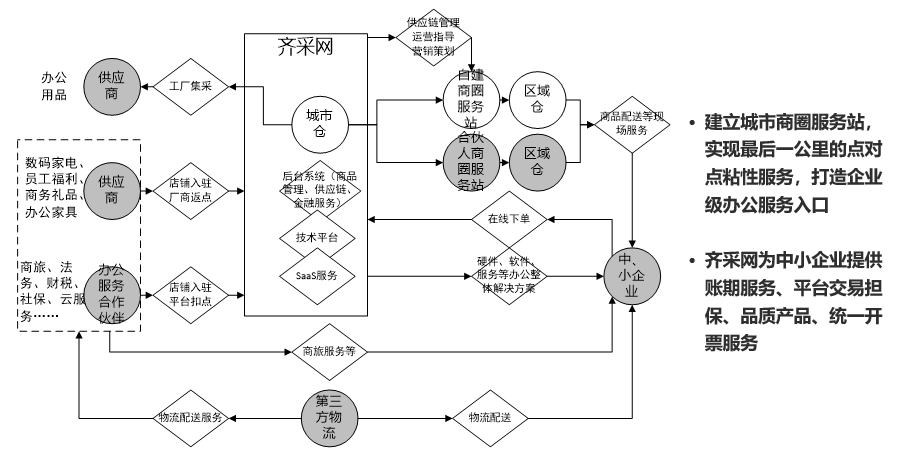 供应链管理
运营指导
营销策划
齐采网
办公
用品
供应
商
工厂集采
城市
仓
自建
商圈
服务
站
区域
仓
合伙
人商
圈服
务站
区域
仓
商品配送等现
场服务
数码家电、
员工福利、
商务礼品、
办公家具
供应
商
店铺入驻
厂商返点
后台系统（商品
管理、供应链、
金融服务）
技术平台
SaaS服务
在线下单
硬件、软件、
服务等办公整
体解决方案
中、
小企
业
商旅、法
务、财税、
社保、云服
务……
办公
服务
合作
伙伴
店铺入驻
平台扣点
商旅服务等
物流配送服务
第三
方物
流
物流配送
• 建立城市商圈服务站，
实现最后一公里的点对
点粘性服务，打造企业
级办公服务入口
• 齐采网为中小企业提供
账期服务、平台交易担
保、品质产品、统一开
票服务